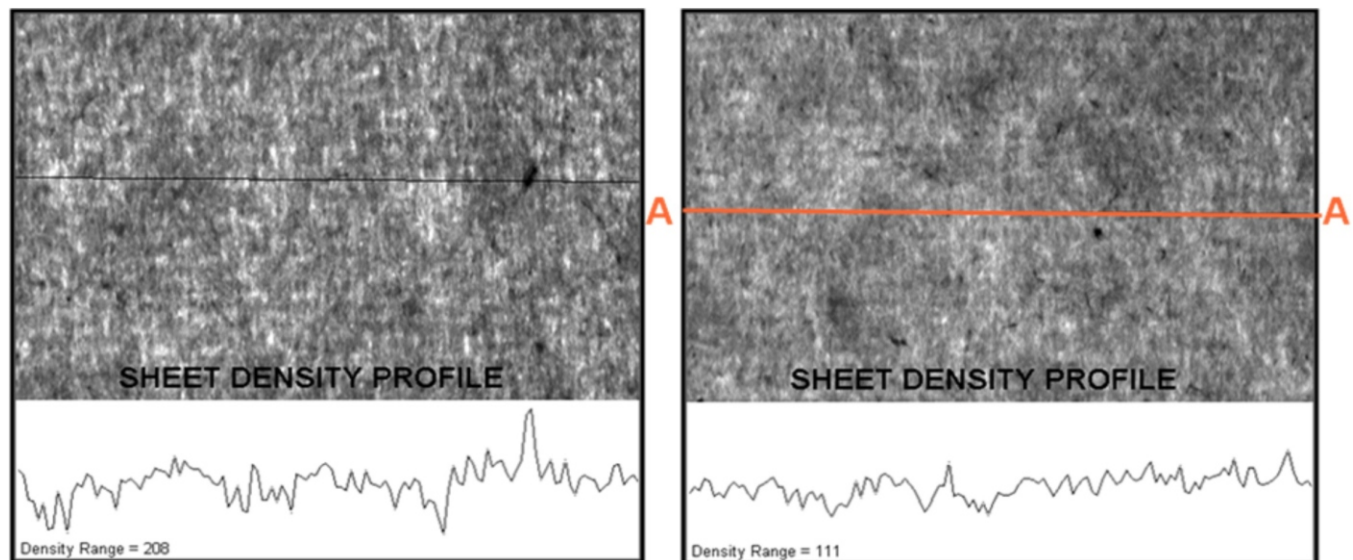 SHEET DENSITY PROFILE
Density Range = 208
A
SHEET DENSITY PROFILE
A
Density Range = 111